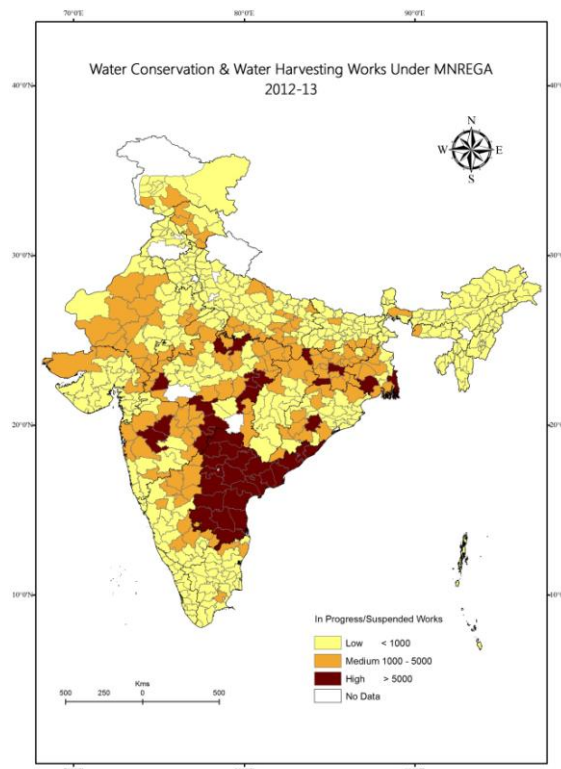 70°0'E 80°0'E 90°0'E
Water Conservation & Water Harvesting Works Under MNREGA
2012-13
40°0'N 40°0'N
N
W E
S
30°0'N 30°0'N
20°0'N 20°0'N
10°0'N 10°0'N
In Progress/Suspended Works
Low < 1000
Medium 1000 - 5000
High > 5000
No Data
Kms
500 250 0 500